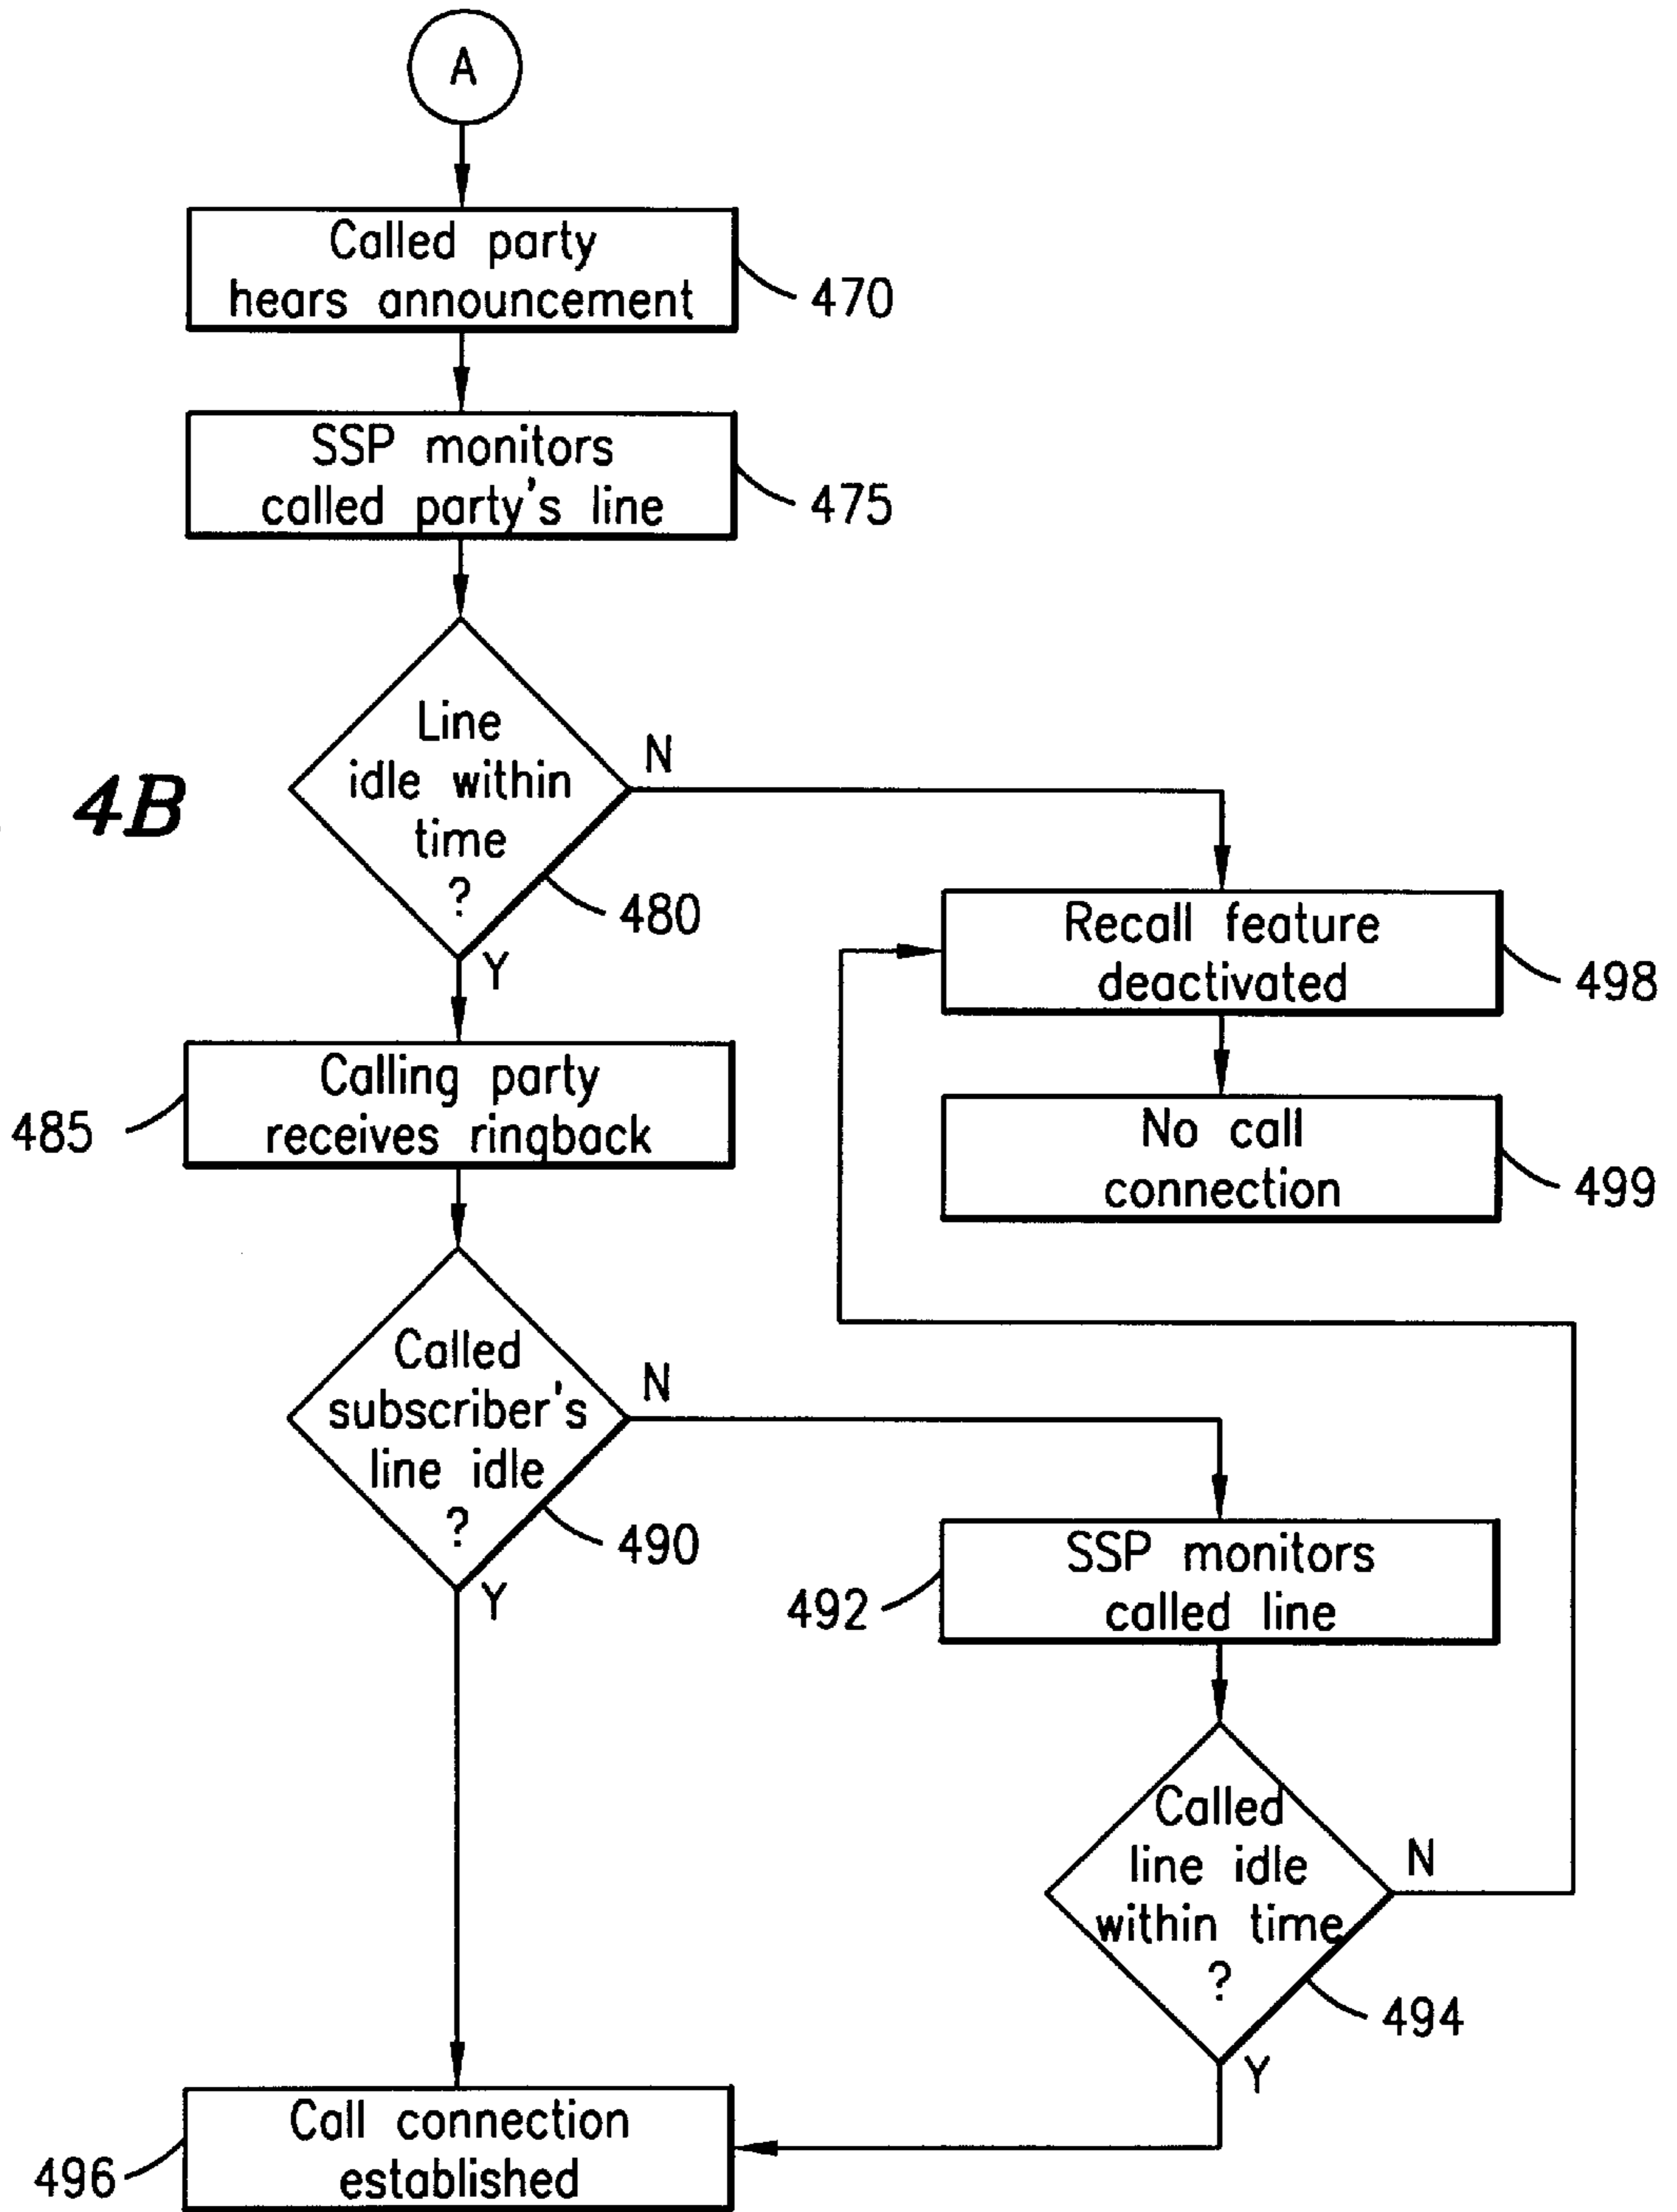 A
Called party
hears announcement
470
SSP monitors
called party's line
475
4B
Line
idle within
time
?
480
N
Y
Recall feature
deactivated
498
Calling party
receives ringback
485
No call
connection
499
Called
subscriber's
line idle
?
490
N
Y
SSP monitors
called line
492
Called
line idle
within time
?
494
N
Y
Call connection
established
496